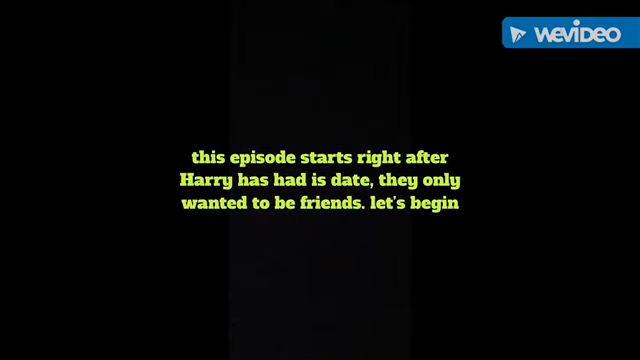 WEVIDEO
this episode starts right after
Harry has had is date, they only
wanted to be friends. let's begin